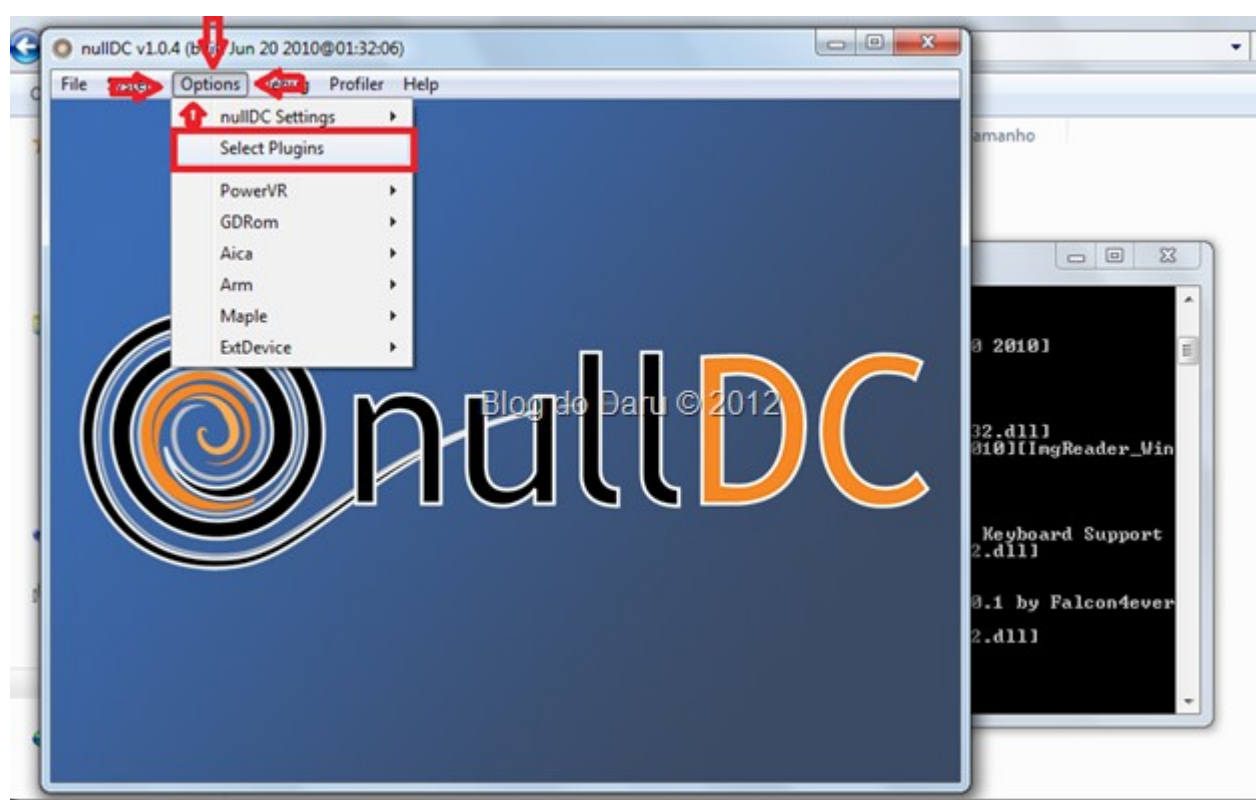 nullDC v1.0.4 Jun 20 2010@01:32:06)
File Options Profiler Help
nullDC Settings
Select Plugins
PowerVR
GDRom
Aica
Arm
Maple
ExtDevice
nullDC
Blog do Daru © 2012
amanho
0 2010]
32.dll]
010][ImgReader_Win
Keyboard Support
2.dll]
0.1 by Falcon4ever
2.dll]